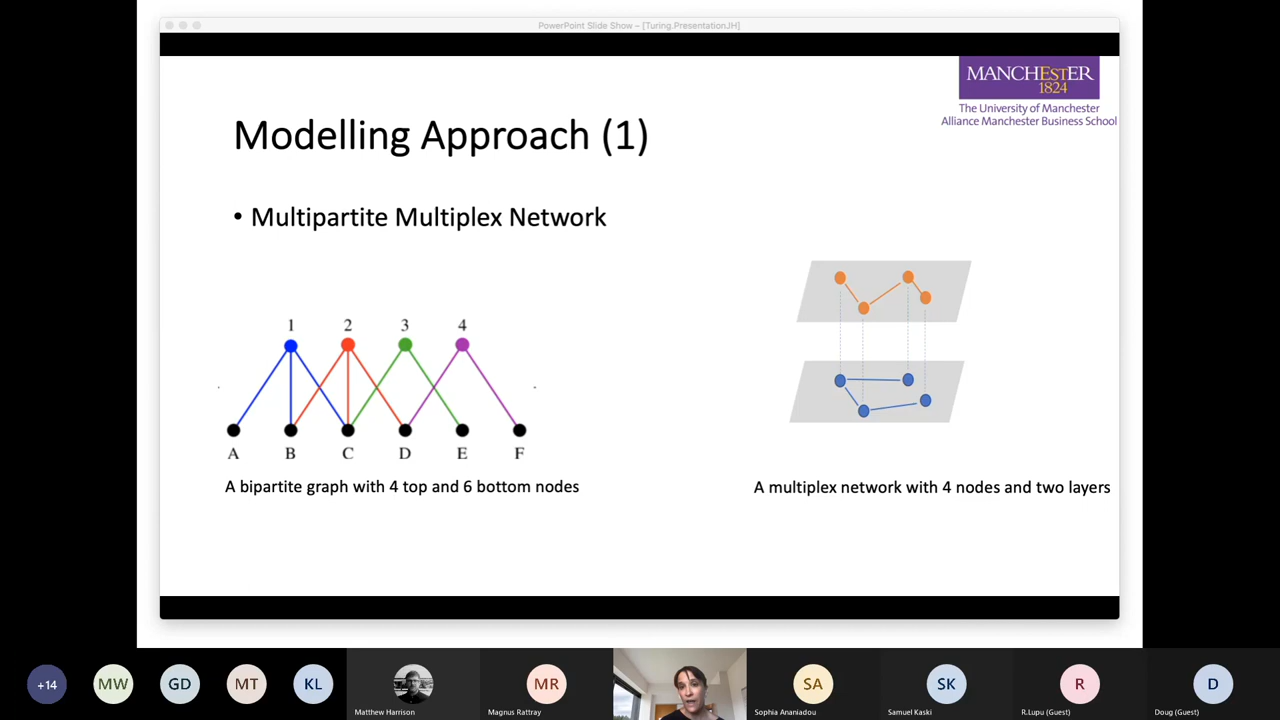 PowerPoint Slide Show – [Turing.PresentationJH]
MANCHESTER
1824
The University of Manchester
Alliance Manchester Business School
Modelling Approach (1)
• Multipartite Multiplex Network
1 2 3 4
A B C D E F
A bipartite graph with 4 top and 6 bottom nodes
A multiplex network with 4 nodes and two layers
+14 MW GD MT KL MR SA SK R D
Matthew Harrison Magnus Rattray Sophia Ananiadou Samuel Kaski R.Lupu (Guest) Doug (Guest)